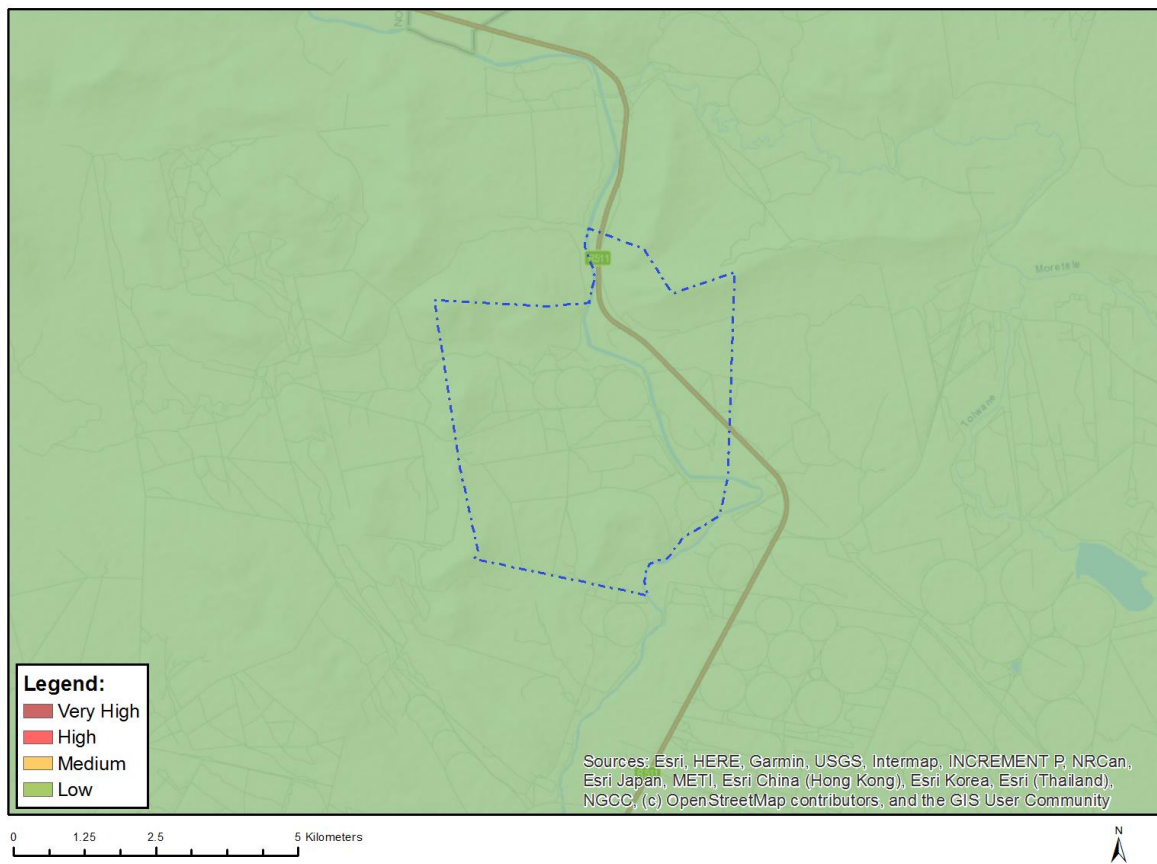 NO
R511
Moretele
Tolwane
Legend:
Very High
High
Medium
Low
Sources: Esri, HERE, Garmin, USGS, Intermap, INCREMENT P, NRCan,
Esri Japan, METI, Esri China (Hong Kong), Esri Korea, Esri (Thailand),
NGCC, (c) OpenStreetMap contributors, and the GIS User Community
0 1.25 2.5 5 Kilometers
N